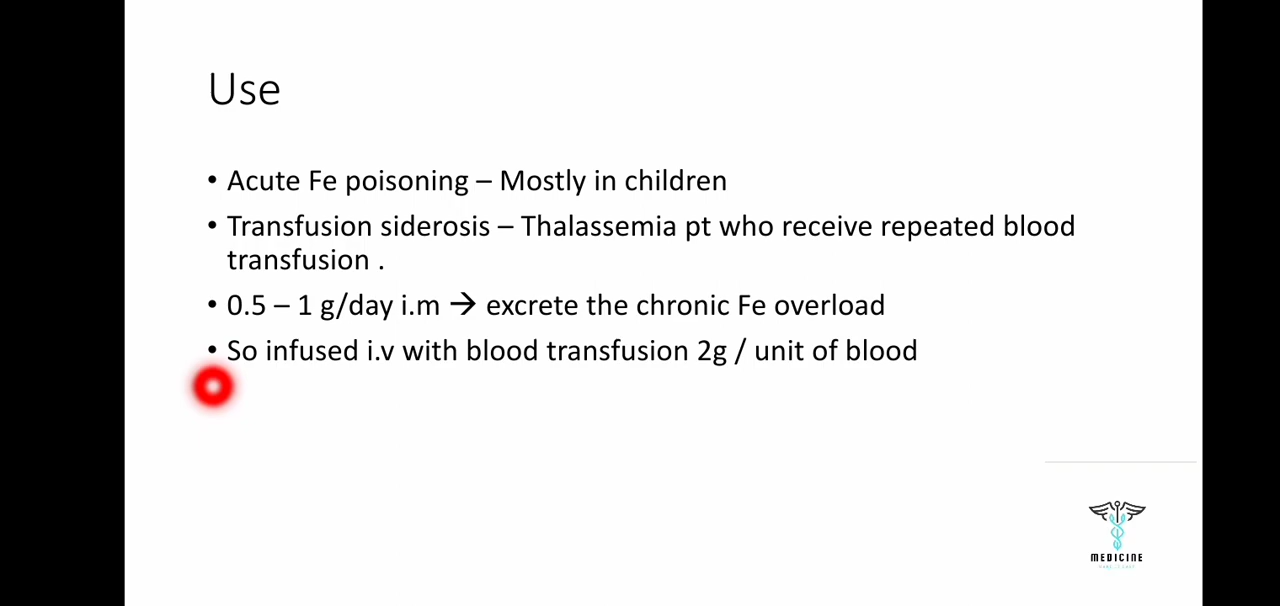 Use
• Acute Fe poisoning – Mostly in children
• Transfusion siderosis – Thalassemia pt who receive repeated blood
transfusion .
• 0.5 – 1 g/day i.m → excrete the chronic Fe overload
• So infused i.v with blood transfusion 2g / unit of blood
MEDICINE